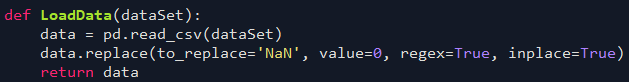 def LoadData(dataSet):
    data = pd.read_csv(dataSet)
    data.replace(to_replace='NaN', value=0, regex=True, inplace=True)
    return data